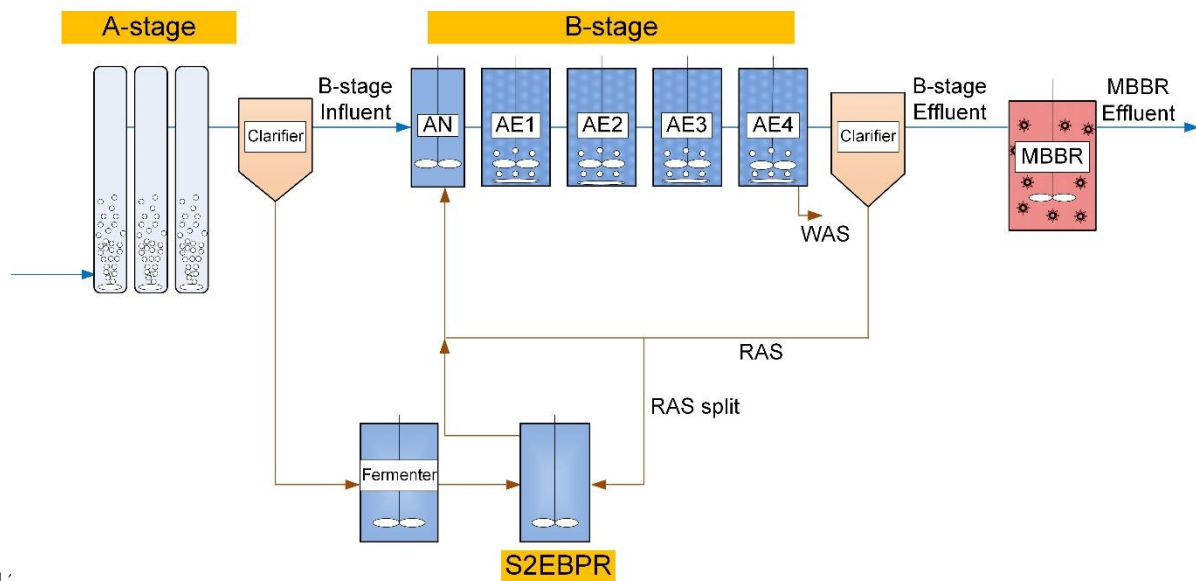 A-stage
B-stage
B-stage
Influent
B-stage
Effluent
MBBR
Effluent
Clarifier
AN
AE1
AE2
AE3
AE4
Clarifier
MBBR
WAS
RAS
RAS split
Fermenter
S2EBPR